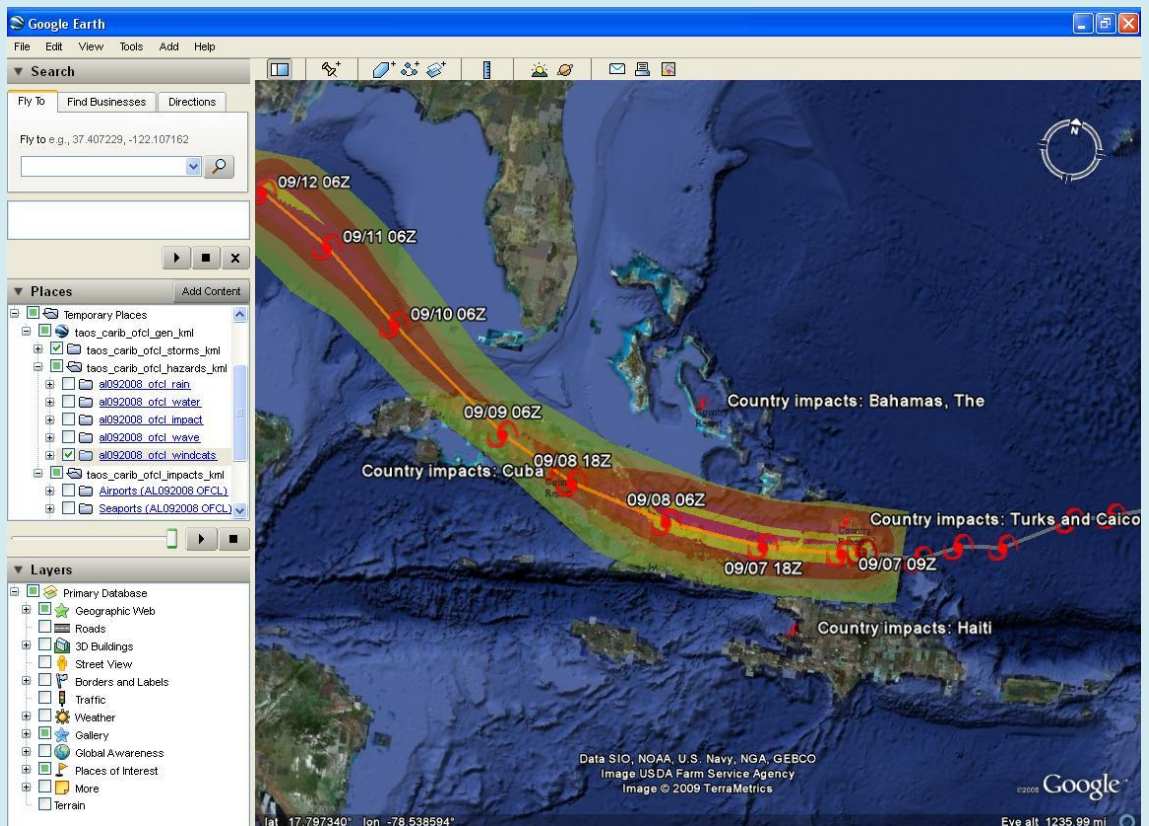 Google Earth
File Edit View Tools Add Help
Search
Fly To Find Businesses Directions
Fly to e.g., 37.407229, -122.107162
Places Add Content
Temporary Places
taos_carib_ofcl_gen_kml
taos_carib_ofcl_storms_kml
taos_carib_ofcl_hazards_kml
al092008_ofcl_rain
al092008_ofcl_water
al092008_ofcl_impact
al092008_ofcl_wave
al092008_ofcl_windcats
taos_carib_ofcl_impacts_kml
Airports (AL092008 OFCL)
Seaports (AL092008 OFCL)
Layers
Primary Database
Geographic Web
Roads
3D Buildings
Street View
Borders and Labels
Traffic
Weather
Gallery
Global Awareness
Places of Interest
More
Terrain
N
09/12 06Z
09/11 06Z
09/10 06Z
Country impacts: Bahamas, The
09/09 06Z
09/08 18Z
Country impacts: Cuba
09/08 06Z
Country impacts: Turks and Caico
09/07 18Z
09/07 09Z
Country impacts: Haiti
Data SIO, NOAA, U.S. Navy, NGA, GEBCO
Image USDA Farm Service Agency
Image © 2009 TerraMetrics
©2008 Google
lat 17.797340° lon -78.538594°
Eye alt 1235.99 mi